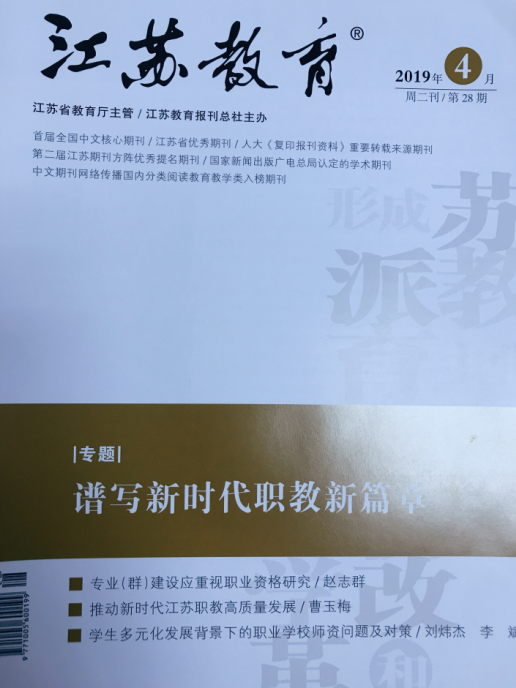 江苏教育®
2019年4月
周二刊/第28期
江苏省教育厅主管/江苏教育报刊总社主办
首届全国中文核心期刊/江苏省优秀期刊/人大《复印报刊资料》重要转载来源期刊
第二届江苏期刊方阵优秀提名期刊/国家新闻出版广电总局认定的学术期刊
中文期刊网络传播国内分类阅读教育教学类入榜期刊
形成
苏
派
教
育
|专题|
谱写新时代职教新篇章
专业(群)建设应重视职业资格研究/赵志群
推动新时代江苏职教高质量发展/曹玉梅
学生多元化发展背景下的职业学校师资问题及对策/刘炜杰 李斌
学
改
革
和
9771005600199